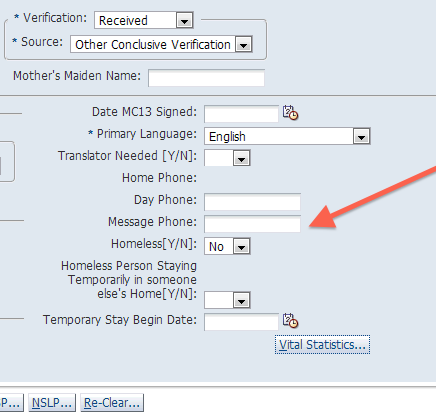 * Verification: Received
* Source: Other Conclusive Verification
Mother's Maiden Name:
Date MC13 Signed:
* Primary Language: English
Translator Needed [Y/N]:
Home Phone:
Day Phone:
Message Phone:
Homeless[Y/N]: No
Homeless Person Staying
Temporarily in someone
else's Home[Y/N]:
Temporary Stay Begin Date:
Vital Statistics...
P... NSLP... Re-Clear...